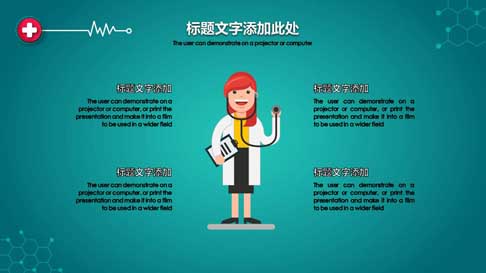 标题文字添加此处
The user can demonstrate on a projector or computer
标题文字添加
The user can demonstrate on a
projector or computer, or print the
presentation and make it into a film
to be used in a wider field
标题文字添加
The user can demonstrate on a
projector or computer, or print the
presentation and make it into a film
to be used in a wider field
标题文字添加
The user can demonstrate on a
projector or computer, or print the
presentation and make it into a film
to be used in a wider field
标题文字添加
The user can demonstrate on a
projector or computer, or print the
presentation and make it into a film
to be used in a wider field